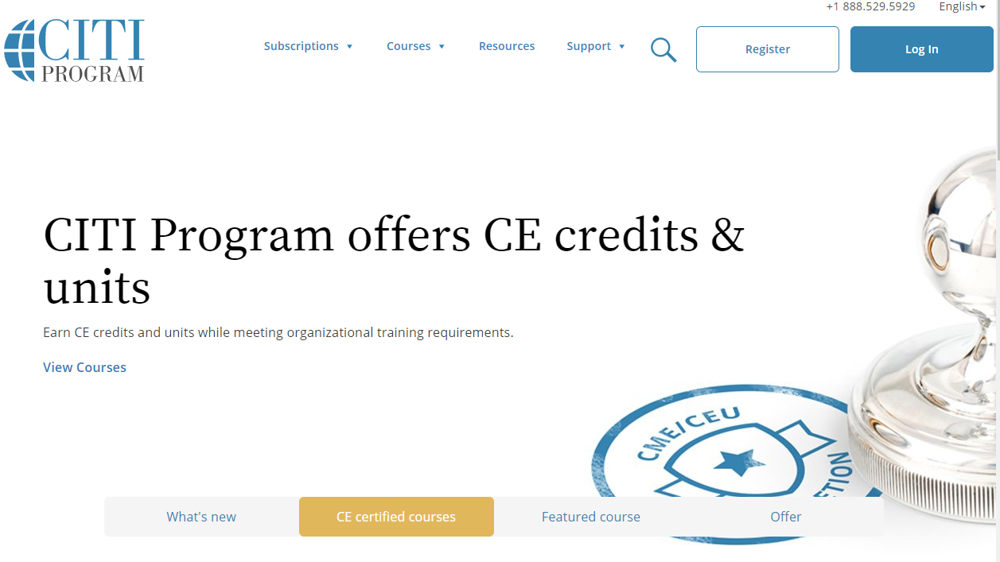 +1 888.529.5929 English
CITI
PROGRAM
Subscriptions Courses Resources Support Register Log In
CITI Program offers CE credits &
units
Earn CE credits and units while meeting organizational training requirements.
View Courses
CME/CEU
What's new CE certified courses Featured course Offer